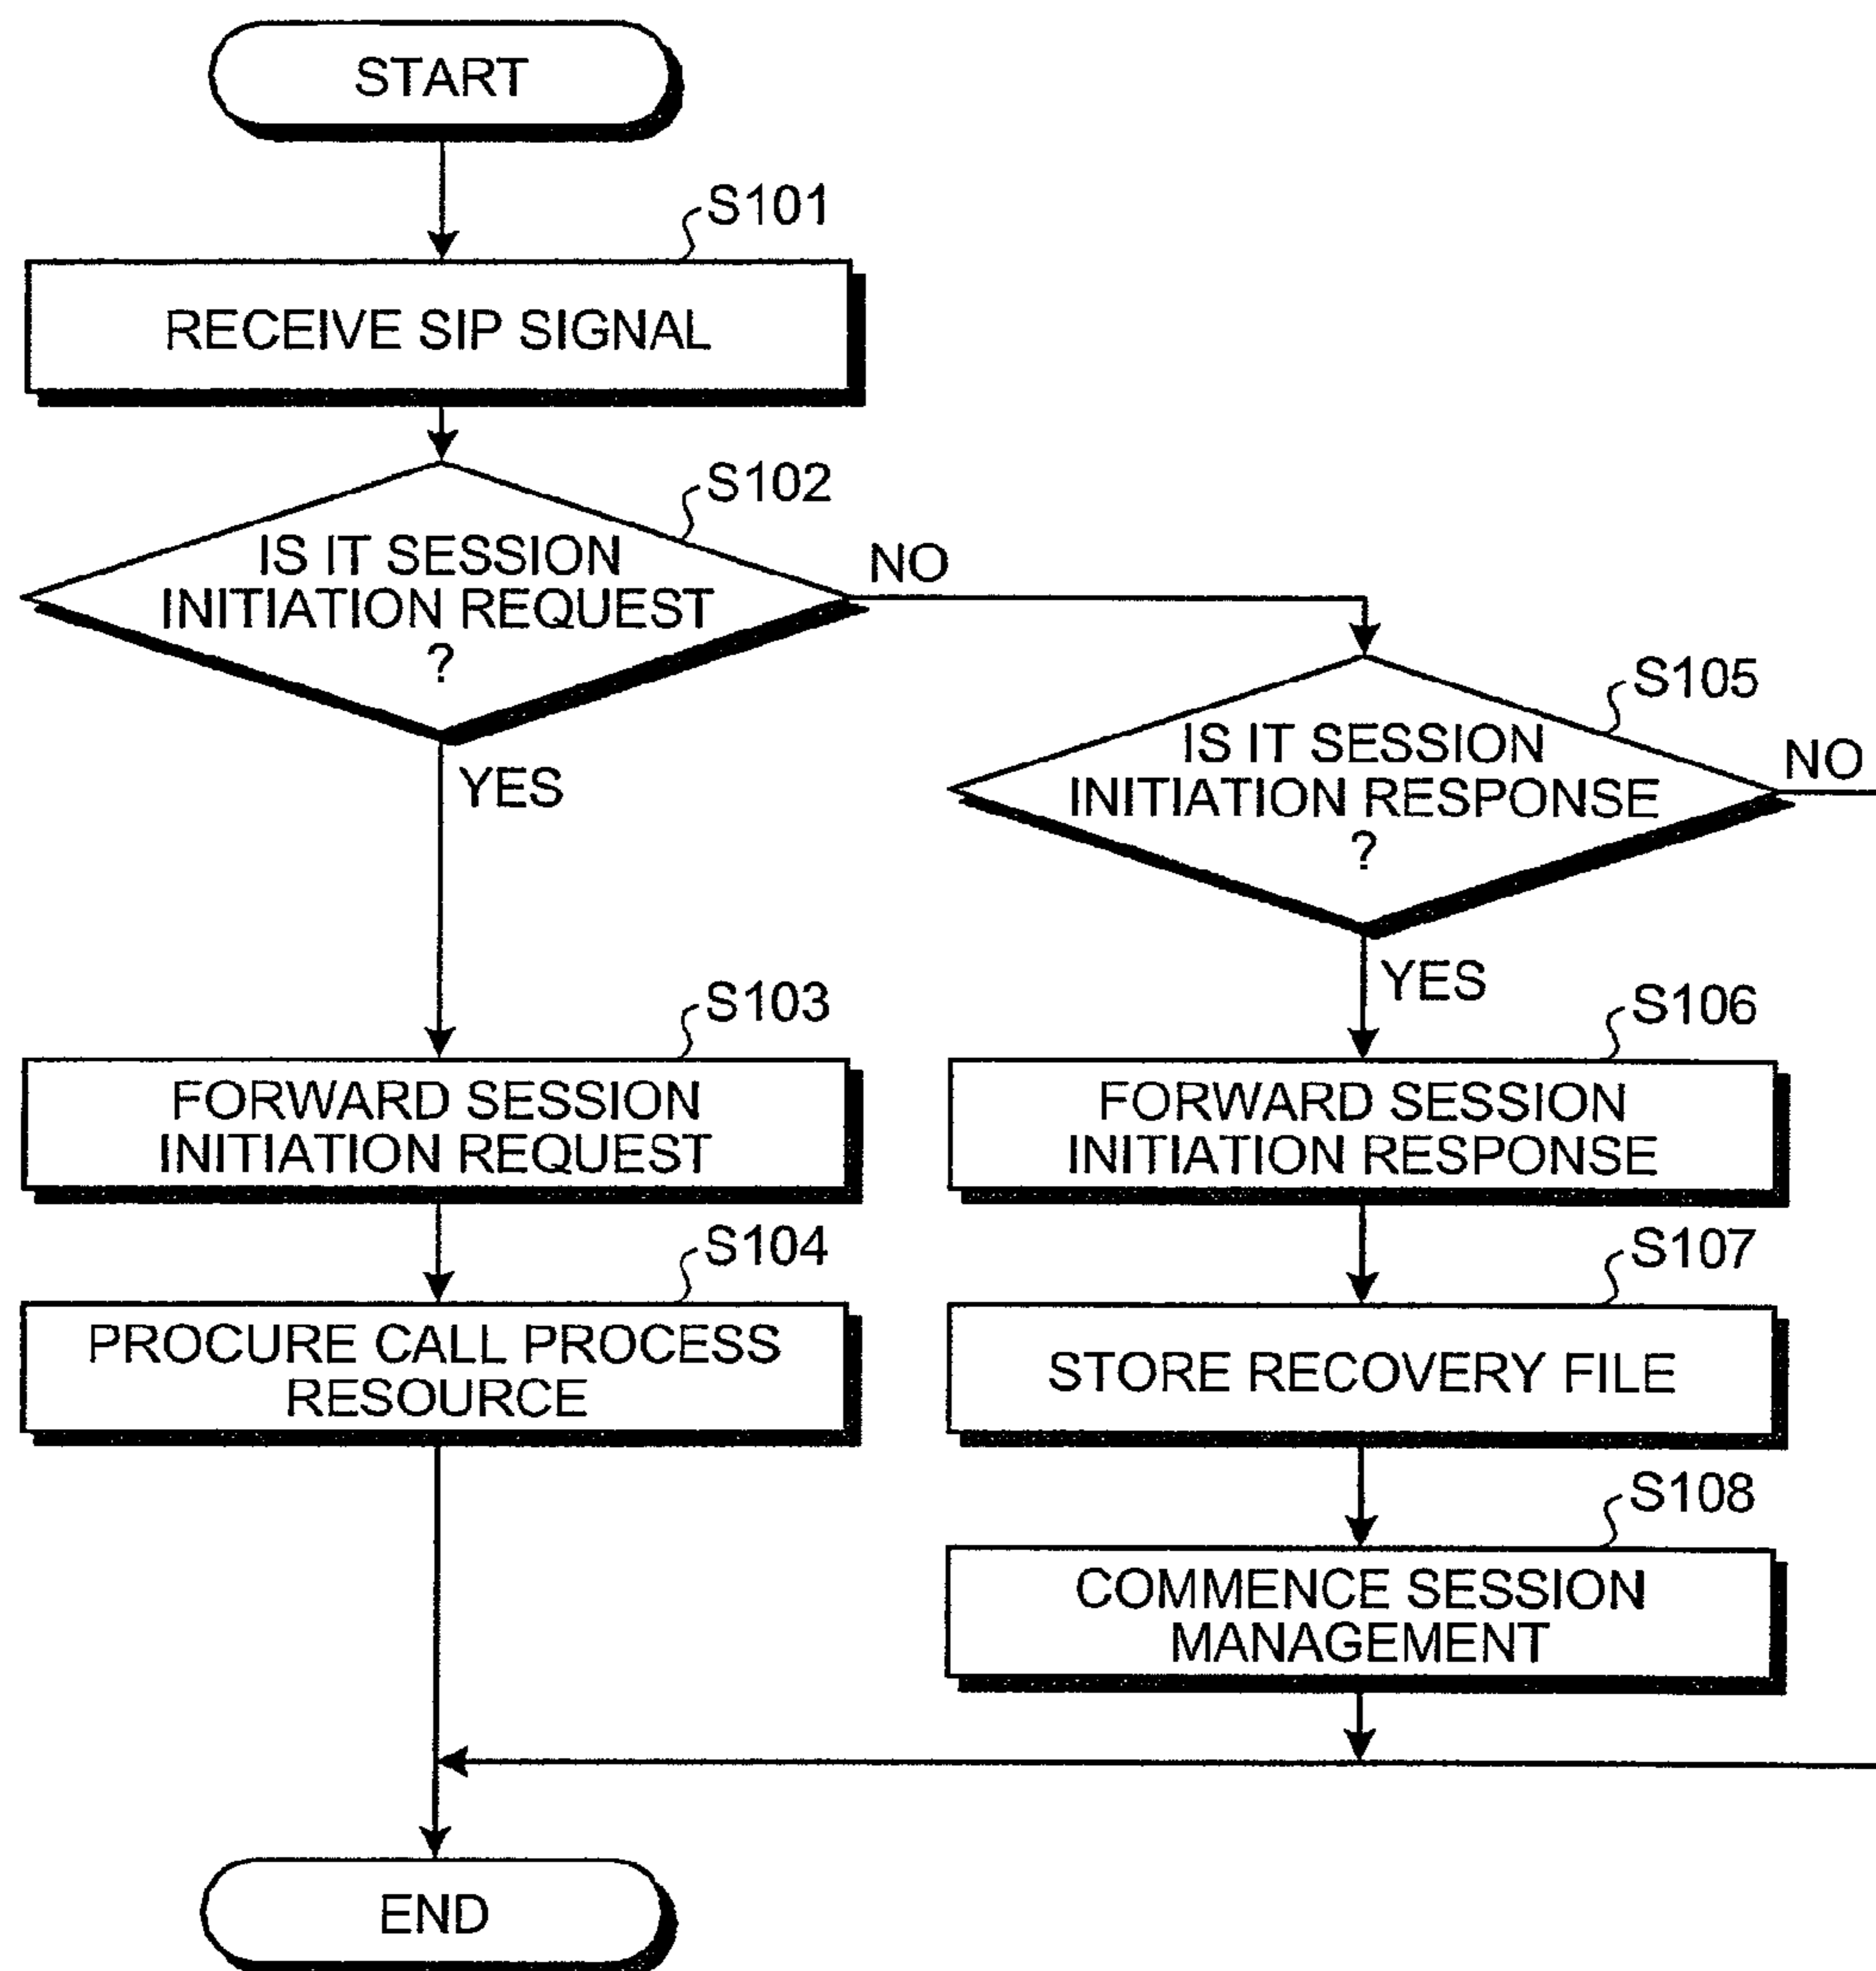 START
S101
RECEIVE SIP SIGNAL
S102
IS IT SESSION
INITIATION REQUEST
?
NO
YES
S105
IS IT SESSION
INITIATION RESPONSE
?
NO
YES
S103
FORWARD SESSION
INITIATION REQUEST
S104
PROCURE CALL PROCESS
RESOURCE
S106
FORWARD SESSION
INITIATION RESPONSE
S107
STORE RECOVERY FILE
S108
COMMENCE SESSION
MANAGEMENT
END